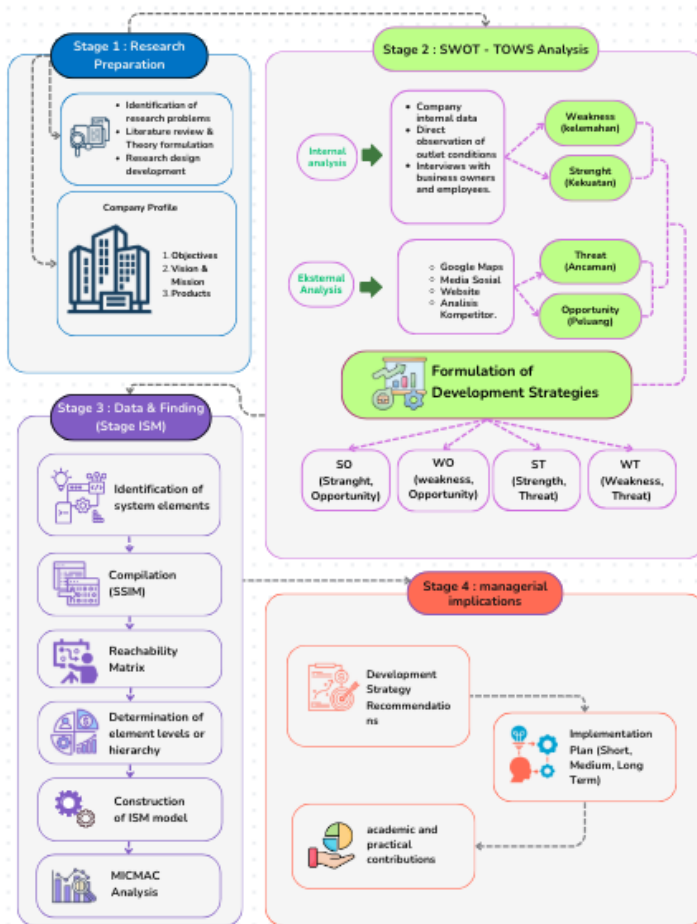 Stage 1 : Research
Preparation
• Identification of
research problems
• Literature review &
Theory formulation
• Research design
development
Company Profile
1. Objectives
2. Vision &
Mission
3. Products
Stage 2 : SWOT - TOWS Analysis
Internal
analysis
• Company
internal data
• Direct
observation of
outlet conditions
• Interviews with
business owners
and employees.
Weakness
(kelemahan)
Strenght
(Kekuatan)
Eksternal
Analysis
○ Google Maps
○ Media Sosial
○ Website
○ Analisis
Kompetitor.
Threat
(Ancaman)
Opportunity
(Peluang)
Formulation of
Development Strategies
SO
(Stranght,
Opportunity)
WO
(weakness,
Opportunity)
ST
(Strength,
Threat)
WT
(Weakness,
Threat)
Stage 3 : Data & Finding
(Stage ISM)
Identification of
system elements
Compilation
(SSIM)
Reachability
Matrix
Determination of
element levels or
hierarchy
Construction
of ISM model
MICMAC
Analysis
Stage 4 : managerial
implications
Development
Strategy
Recommendatio
ns
Implementation
Plan (Short,
Medium, Long
Term)
academic and
practical
contributions